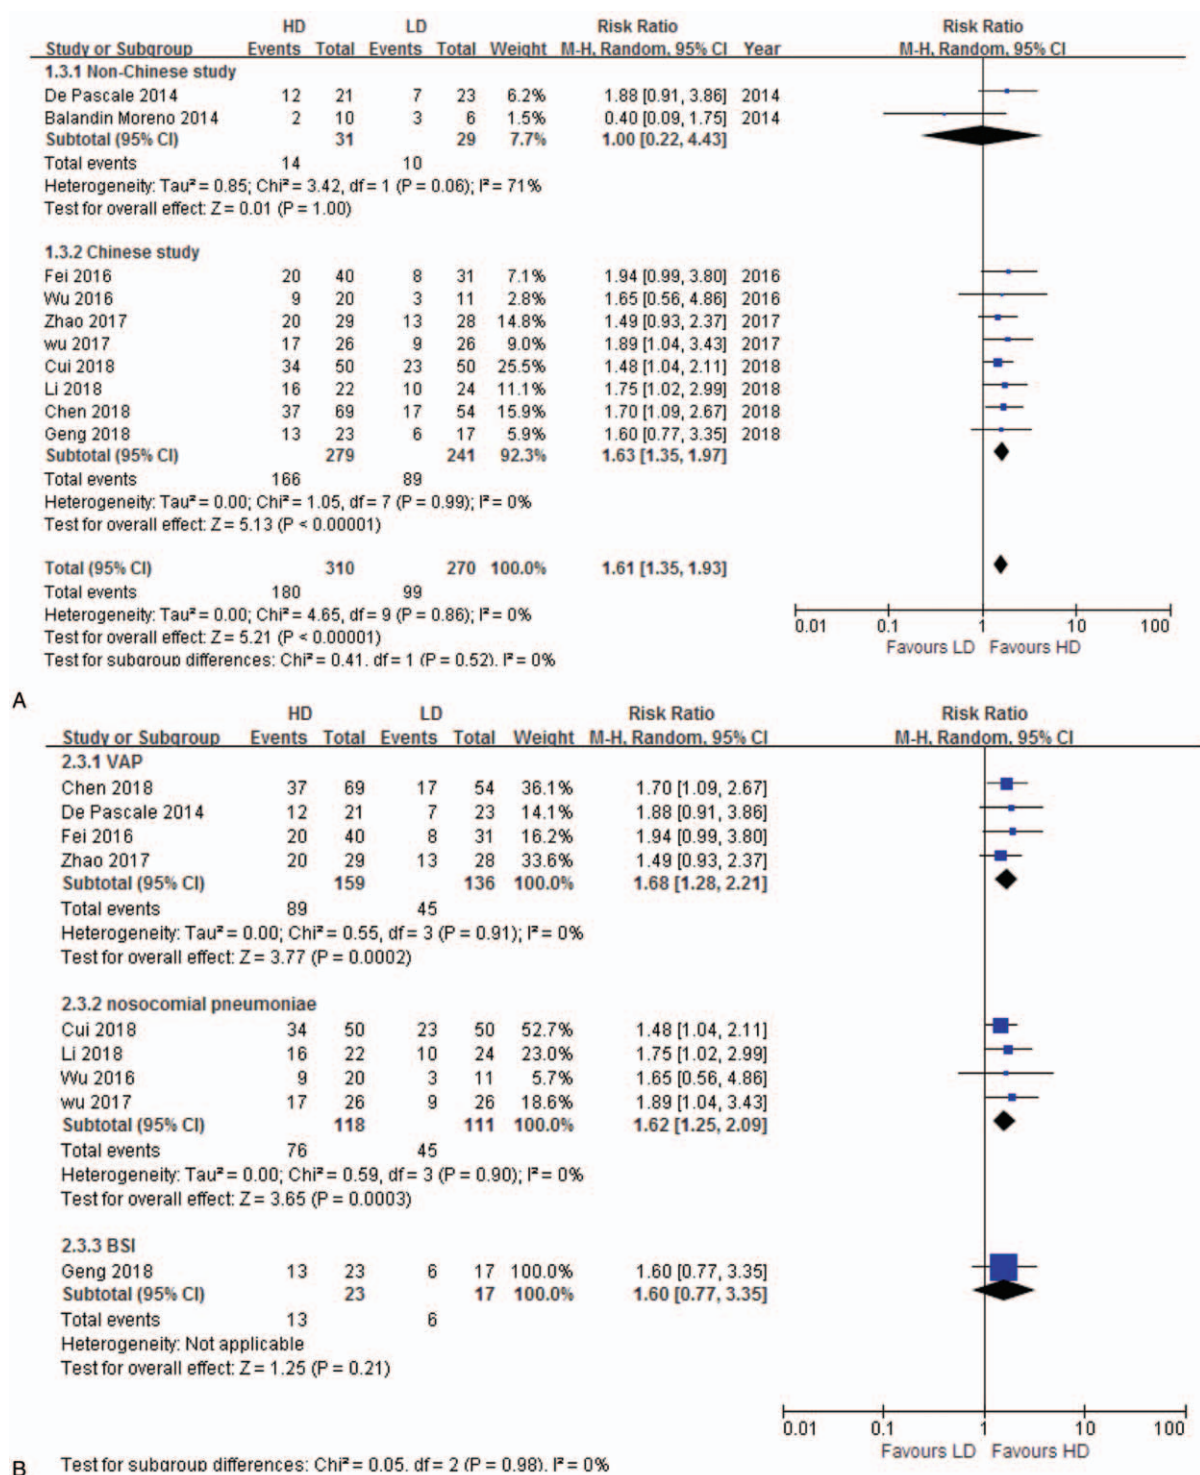 HD LD Risk Ratio Risk Ratio
Study or Subgroup Events Total Events Total Weight M-H, Random, 95% CI Year M-H, Random, 95% CI
1.3.1 Non-Chinese study
De Pascale 2014 12 21 7 23 6.2% 1.88 [0.91, 3.86] 2014
Balandin Moreno 2014 2 10 3 6 1.5% 0.40 [0.09, 1.75] 2014
Subtotal (95% CI) 31 29 7.7% 1.00 [0.22, 4.43]
Total events 14 10
Heterogeneity: Tau² = 0.85; Chi² = 3.42, df = 1 (P = 0.06); I² = 71%
Test for overall effect: Z = 0.01 (P = 1.00)
1.3.2 Chinese study
Fei 2016 20 40 8 31 7.1% 1.94 [0.99, 3.80] 2016
Wu 2016 9 20 3 11 2.8% 1.65 [0.56, 4.86] 2016
Zhao 2017 20 29 13 28 14.8% 1.49 [0.93, 2.37] 2017
wu 2017 17 26 9 26 9.0% 1.89 [1.04, 3.43] 2017
Cui 2018 34 50 23 50 25.5% 1.48 [1.04, 2.11] 2018
Li 2018 16 22 10 24 11.1% 1.75 [1.02, 2.99] 2018
Chen 2018 37 69 17 54 15.9% 1.70 [1.09, 2.67] 2018
Geng 2018 13 23 6 17 5.9% 1.60 [0.77, 3.35] 2018
Subtotal (95% CI) 279 241 92.3% 1.63 [1.35, 1.97]
Total events 166 89
Heterogeneity: Tau² = 0.00; Chi² = 1.05, df = 7 (P = 0.99); I² = 0%
Test for overall effect: Z = 5.13 (P < 0.00001)
Total (95% CI) 310 270 100.0% 1.61 [1.35, 1.93]
Total events 180 99
Heterogeneity: Tau² = 0.00; Chi² = 4.65, df = 9 (P = 0.86); I² = 0%
Test for overall effect: Z = 5.21 (P < 0.00001)
Test for subgroup differences: Chi² = 0.41, df = 1 (P = 0.52), I² = 0%
0.01 0.1 1 10 100
Favours LD Favours HD
A
HD LD Risk Ratio Risk Ratio
Study or Subgroup Events Total Events Total Weight M-H, Random, 95% CI M-H, Random, 95% CI
2.3.1 VAP
Chen 2018 37 69 17 54 36.1% 1.70 [1.09, 2.67]
De Pascale 2014 12 21 7 23 14.1% 1.88 [0.91, 3.86]
Fei 2016 20 40 8 31 16.2% 1.94 [0.99, 3.80]
Zhao 2017 20 29 13 28 33.6% 1.49 [0.93, 2.37]
Subtotal (95% CI) 159 136 100.0% 1.68 [1.28, 2.21]
Total events 89 45
Heterogeneity: Tau² = 0.00; Chi² = 0.55, df = 3 (P = 0.91); I² = 0%
Test for overall effect: Z = 3.77 (P = 0.0002)
2.3.2 nosocomial pneumoniae
Cui 2018 34 50 23 50 52.7% 1.48 [1.04, 2.11]
Li 2018 16 22 10 24 23.0% 1.75 [1.02, 2.99]
Wu 2016 9 20 3 11 5.7% 1.65 [0.56, 4.86]
wu 2017 17 26 9 26 18.6% 1.89 [1.04, 3.43]
Subtotal (95% CI) 118 111 100.0% 1.62 [1.25, 2.09]
Total events 76 45
Heterogeneity: Tau² = 0.00; Chi² = 0.59, df = 3 (P = 0.90); I² = 0%
Test for overall effect: Z = 3.65 (P = 0.0003)
2.3.3 BSI
Geng 2018 13 23 6 17 100.0% 1.60 [0.77, 3.35]
Subtotal (95% CI) 23 17 100.0% 1.60 [0.77, 3.35]
Total events 13 6
Heterogeneity: Not applicable
Test for overall effect: Z = 1.25 (P = 0.21)
0.01 0.1 1 10 100
Favours LD Favours HD
B Test for subgroup differences: Chi² = 0.05, df = 2 (P = 0.98), I² = 0%